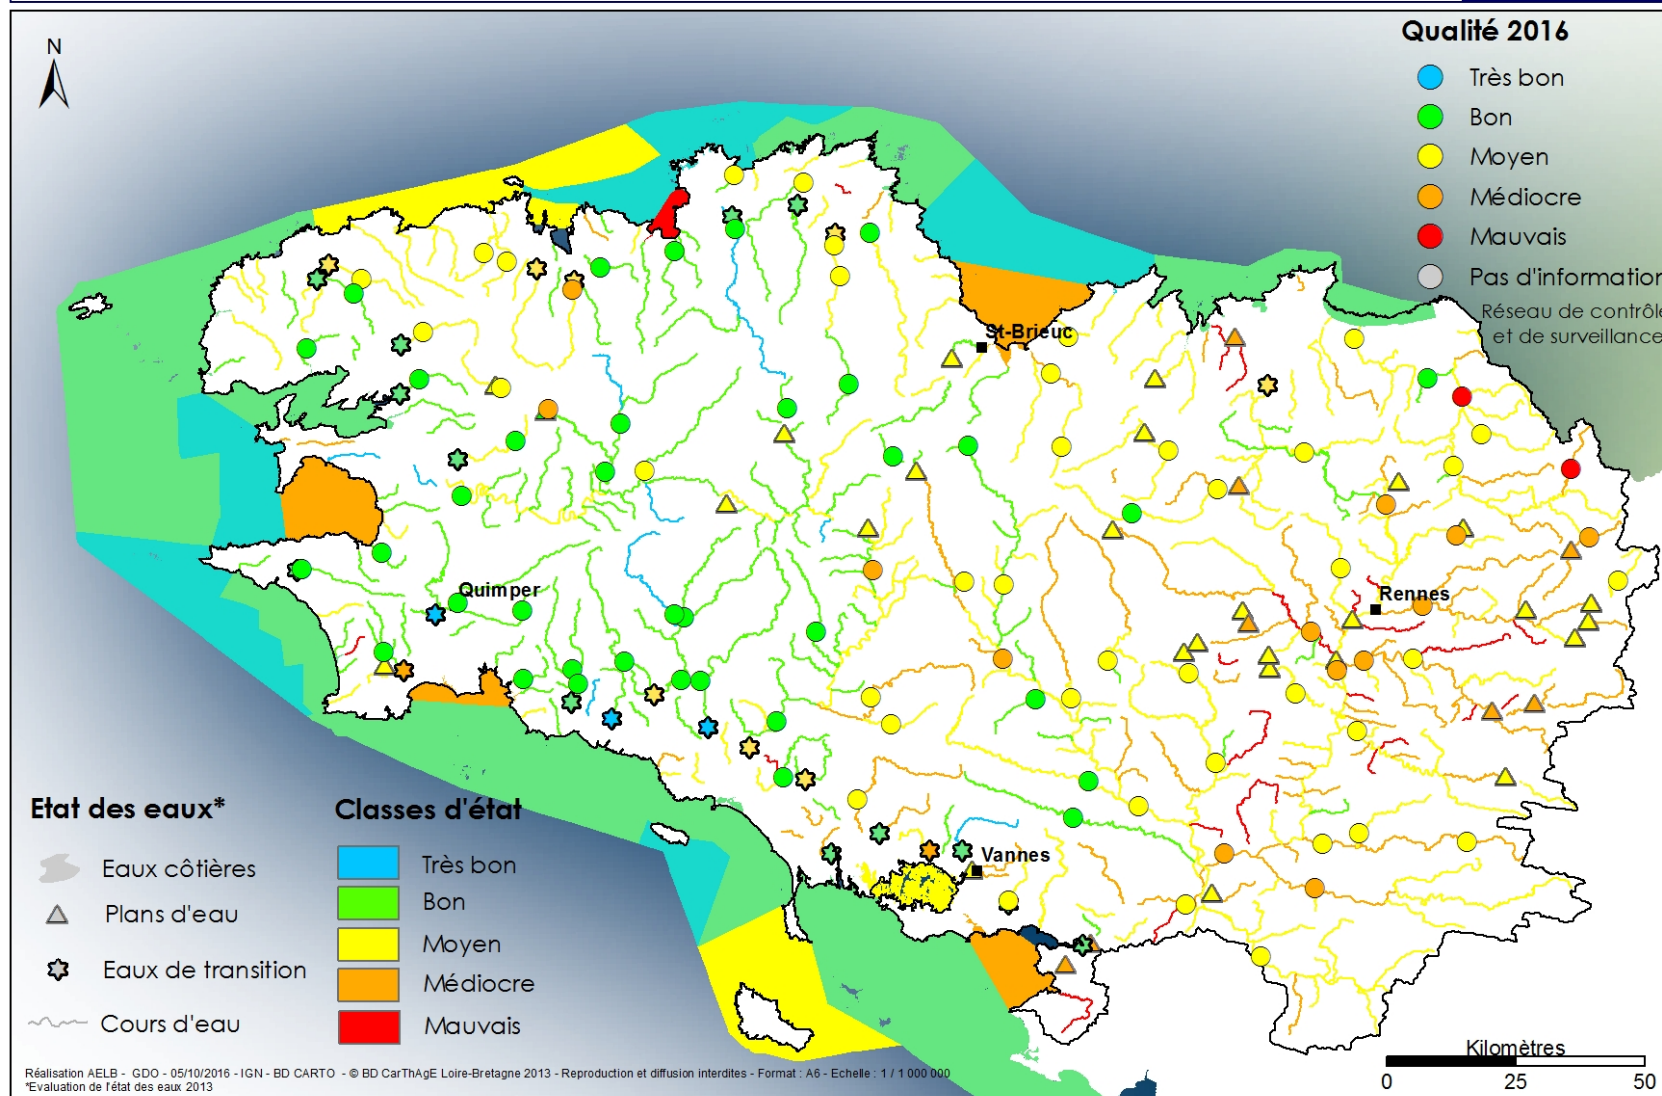 N
Qualité 2016
Très bon
Bon
Moyen
Médiocre
Mauvais
Pas d'information
Réseau de contrôle
et de surveillance
St-Brieuc
Quimper
Rennes
Vannes
Etat des eaux*
Eaux côtières
Plans d'eau
Eaux de transition
Cours d'eau
Classes d'état
Très bon
Bon
Moyen
Médiocre
Mauvais
Kilomètres
0 25 50
Réalisation AELB - GDO - 05/10/2016 - IGN - BD CARTO - © BD CarThAgE Loire-Bretagne 2013 - Reproduction et diffusion interdites - Format : A6 - Echelle : 1 / 1 000 000
*Evaluation de l'état des eaux 2013